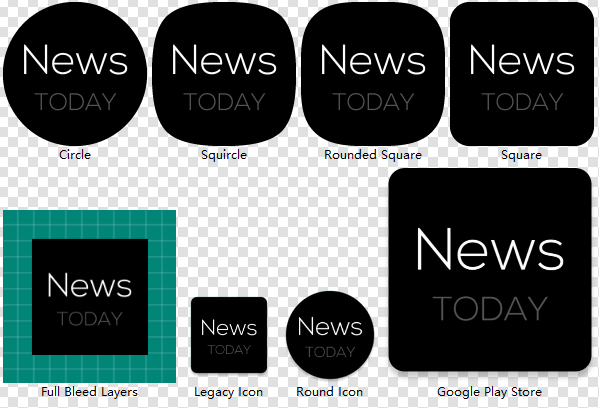 News
TODAY
Circle
News
TODAY
Squircle
News
TODAY
Rounded Square
News
TODAY
Square
News
TODAY
Full Bleed Layers
News
TODAY
Legacy Icon
News
TODAY
Round Icon
News
TODAY
Google Play Store